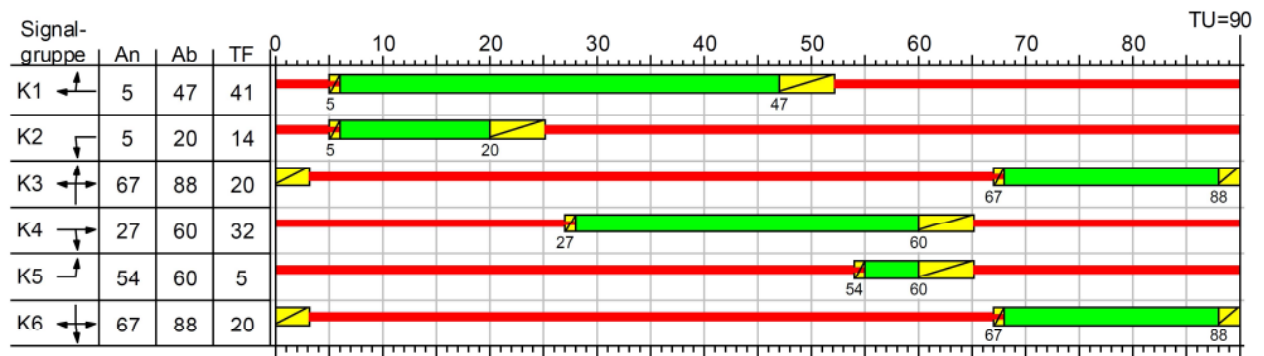 TU=90
Signal-
gruppe An Ab TF 0 10 20 30 40 50 60 70 80
K1 5 47 41
5 47
K2 5 20 14
5 20
K3 67 88 20
67 88
K4 27 60 32
27 60
K5 54 60 5
54 60
K6 67 88 20
67 88